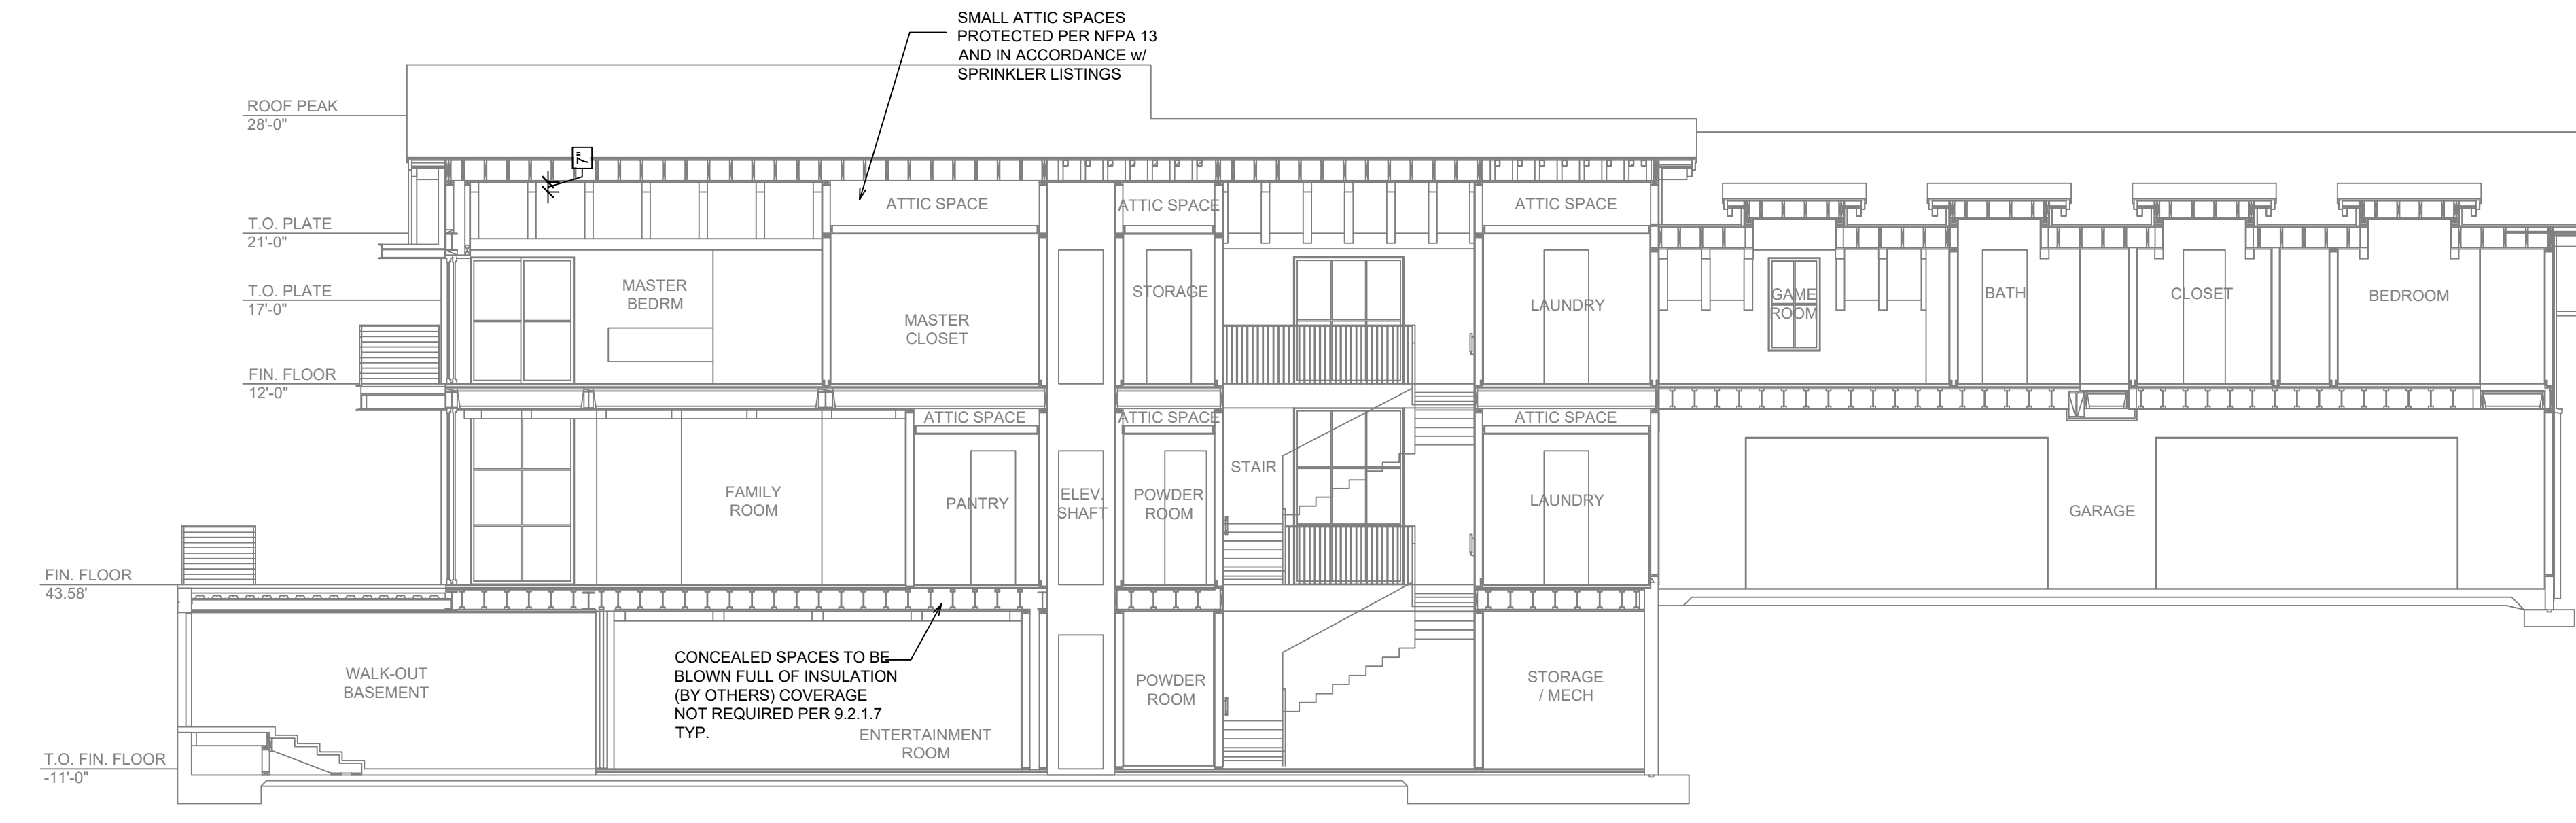 SMALL ATTIC SPACES
PROTECTED PER NFPA 13
AND IN ACCORDANCE w/
SPRINKLER LISTINGS
ROOF PEAK
28'-0"
7"
T.O. PLATE
21'-0"
T.O. PLATE
17'-0"
FIN. FLOOR
12'-0"
ATTIC SPACE
ATTIC SPACE
ATTIC SPACE
MASTER
BEDRM
MASTER
CLOSET
STORAGE
LAUNDRY
GAME
ROOM
BATH
CLOSET
BEDROOM
ATTIC SPACE
ATTIC SPACE
ATTIC SPACE
FAMILY
ROOM
PANTRY
ELEV.
SHAFT
POWDER
ROOM
STAIR
LAUNDRY
GARAGE
FIN. FLOOR
43.58'
WALK-OUT
BASEMENT
CONCEALED SPACES TO BE
BLOWN FULL OF INSULATION
(BY OTHERS) COVERAGE
NOT REQUIRED PER 9.2.1.7
TYP.
ENTERTAINMENT
ROOM
POWDER
ROOM
STORAGE
/ MECH
T.O. FIN. FLOOR
-11'-0"